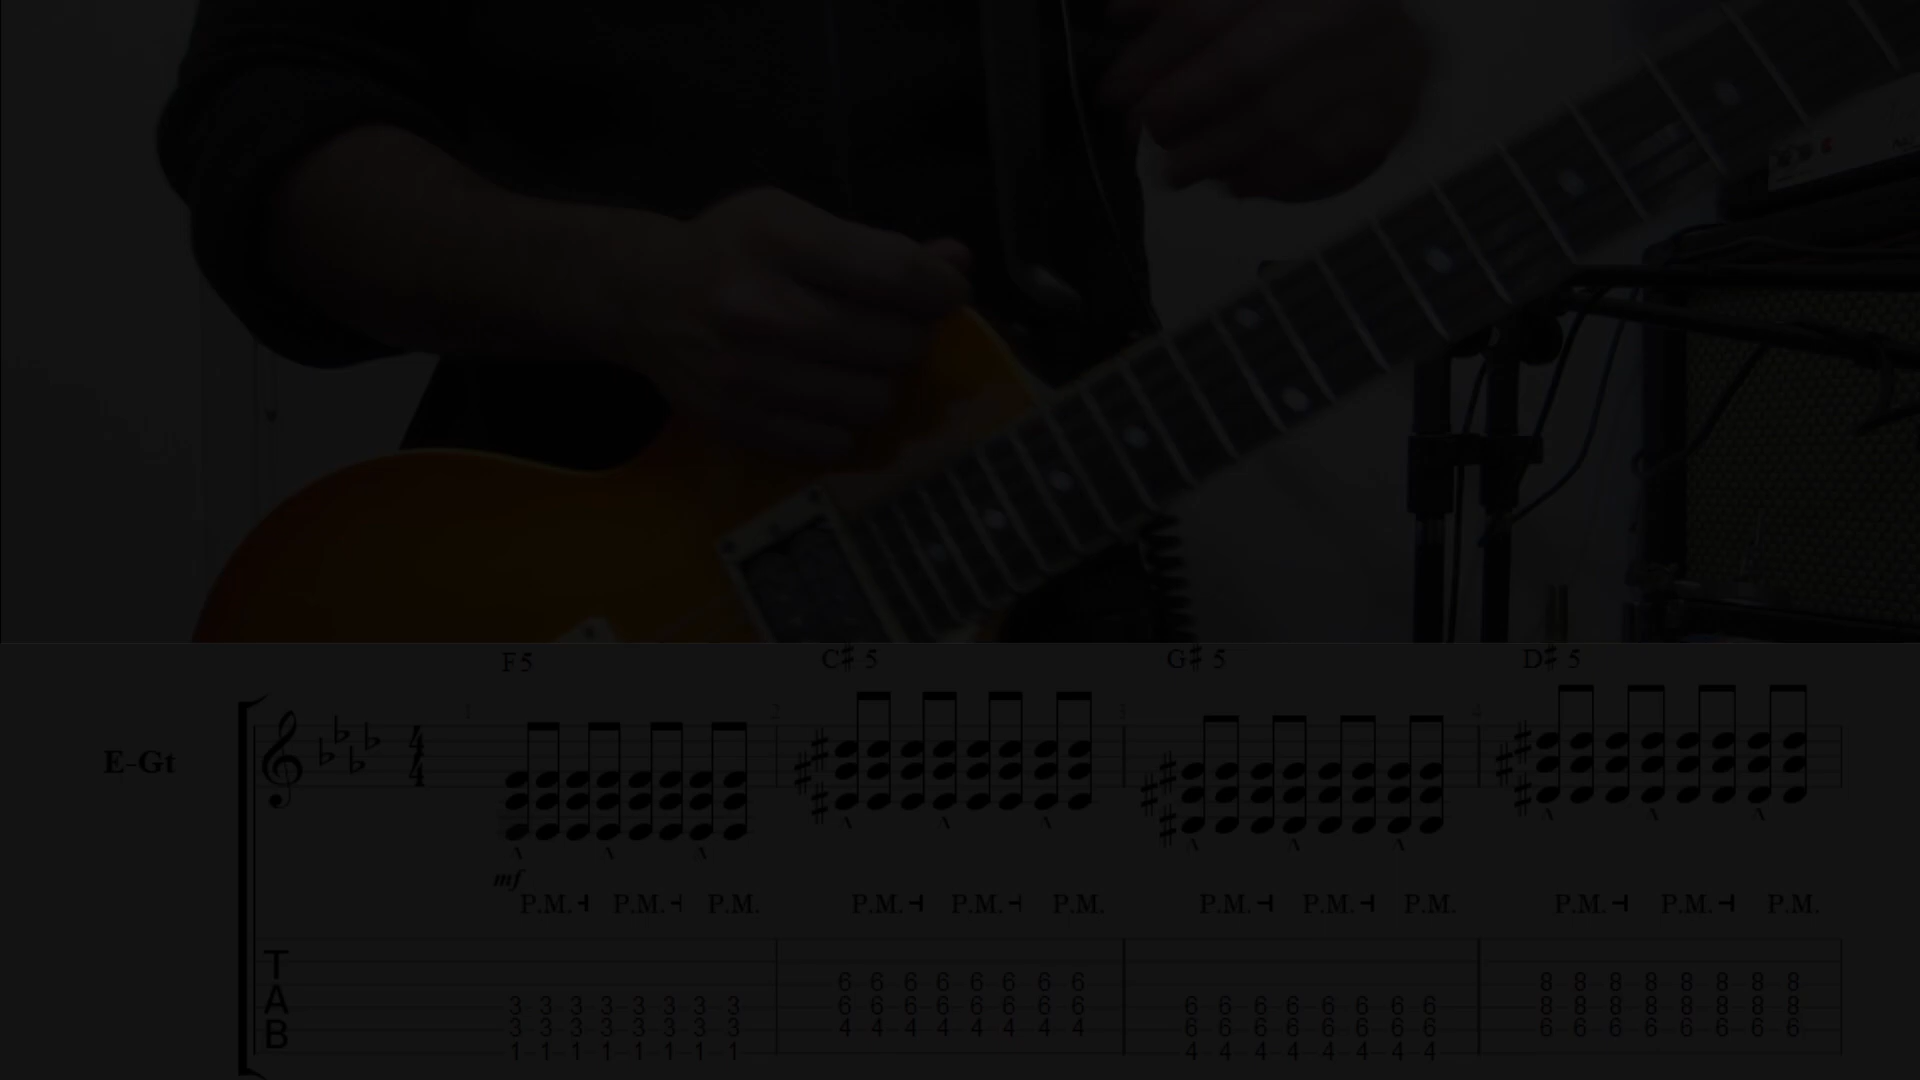 F5 C♯ 5 G♯ 5 D♯ 5
1 2 3 4
E-Gt
4
4
mf
P.M. P.M. P.M. P.M. P.M. P.M. P.M. P.M. P.M. P.M. P.M. P.M.
T
6 6 6 6 6 6 6 6 8 8 8 8 8 8 8 8
A 3 3 3 3 3 3 3 3 6 6 6 6 6 6 6 6 6 6 6 6 6 6 6 6 8 8 8 8 8 8 8 8
B 3 3 3 3 3 3 3 3 4 4 4 4 4 4 4 4 6 6 6 6 6 6 6 6 6 6 6 6 6 6 6 6
1 1 1 1 1 1 1 1 4 4 4 4 4 4 4 4